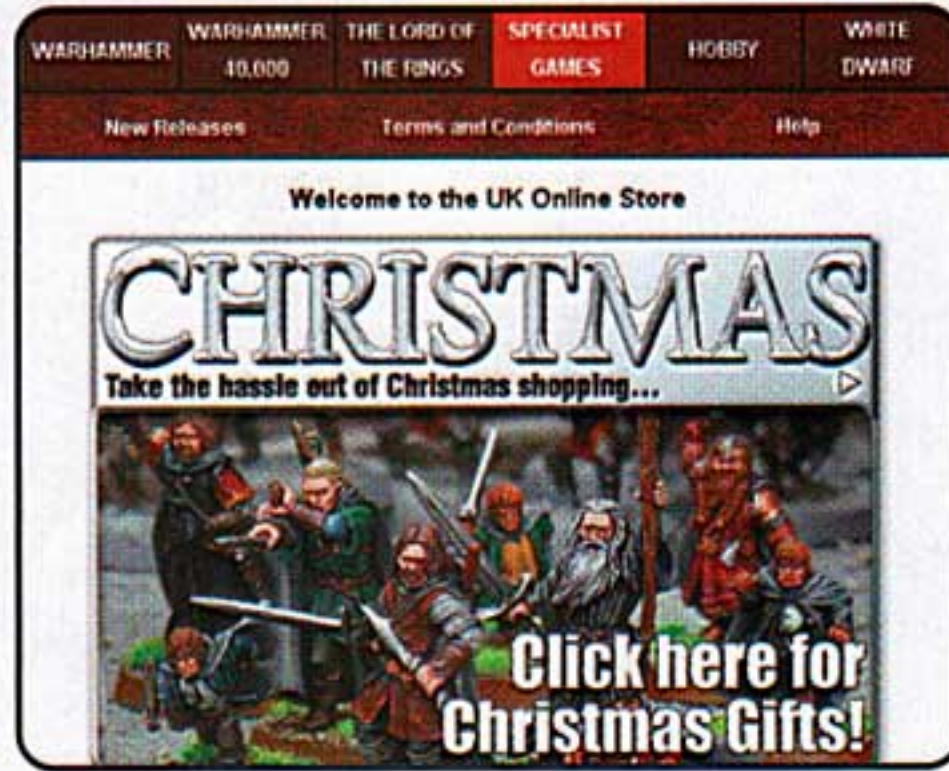 WARHAMMER
WARHAMMER 40,000
THE LORD OF THE RINGS
SPECIALIST GAMES
HOBBY
WHITE DWARF
New Releases Terms and Conditions Help
Welcome to the UK Online Store
CHRISTMAS
Take the hassle out of Christmas shopping...
Click here for
Christmas Gifts!